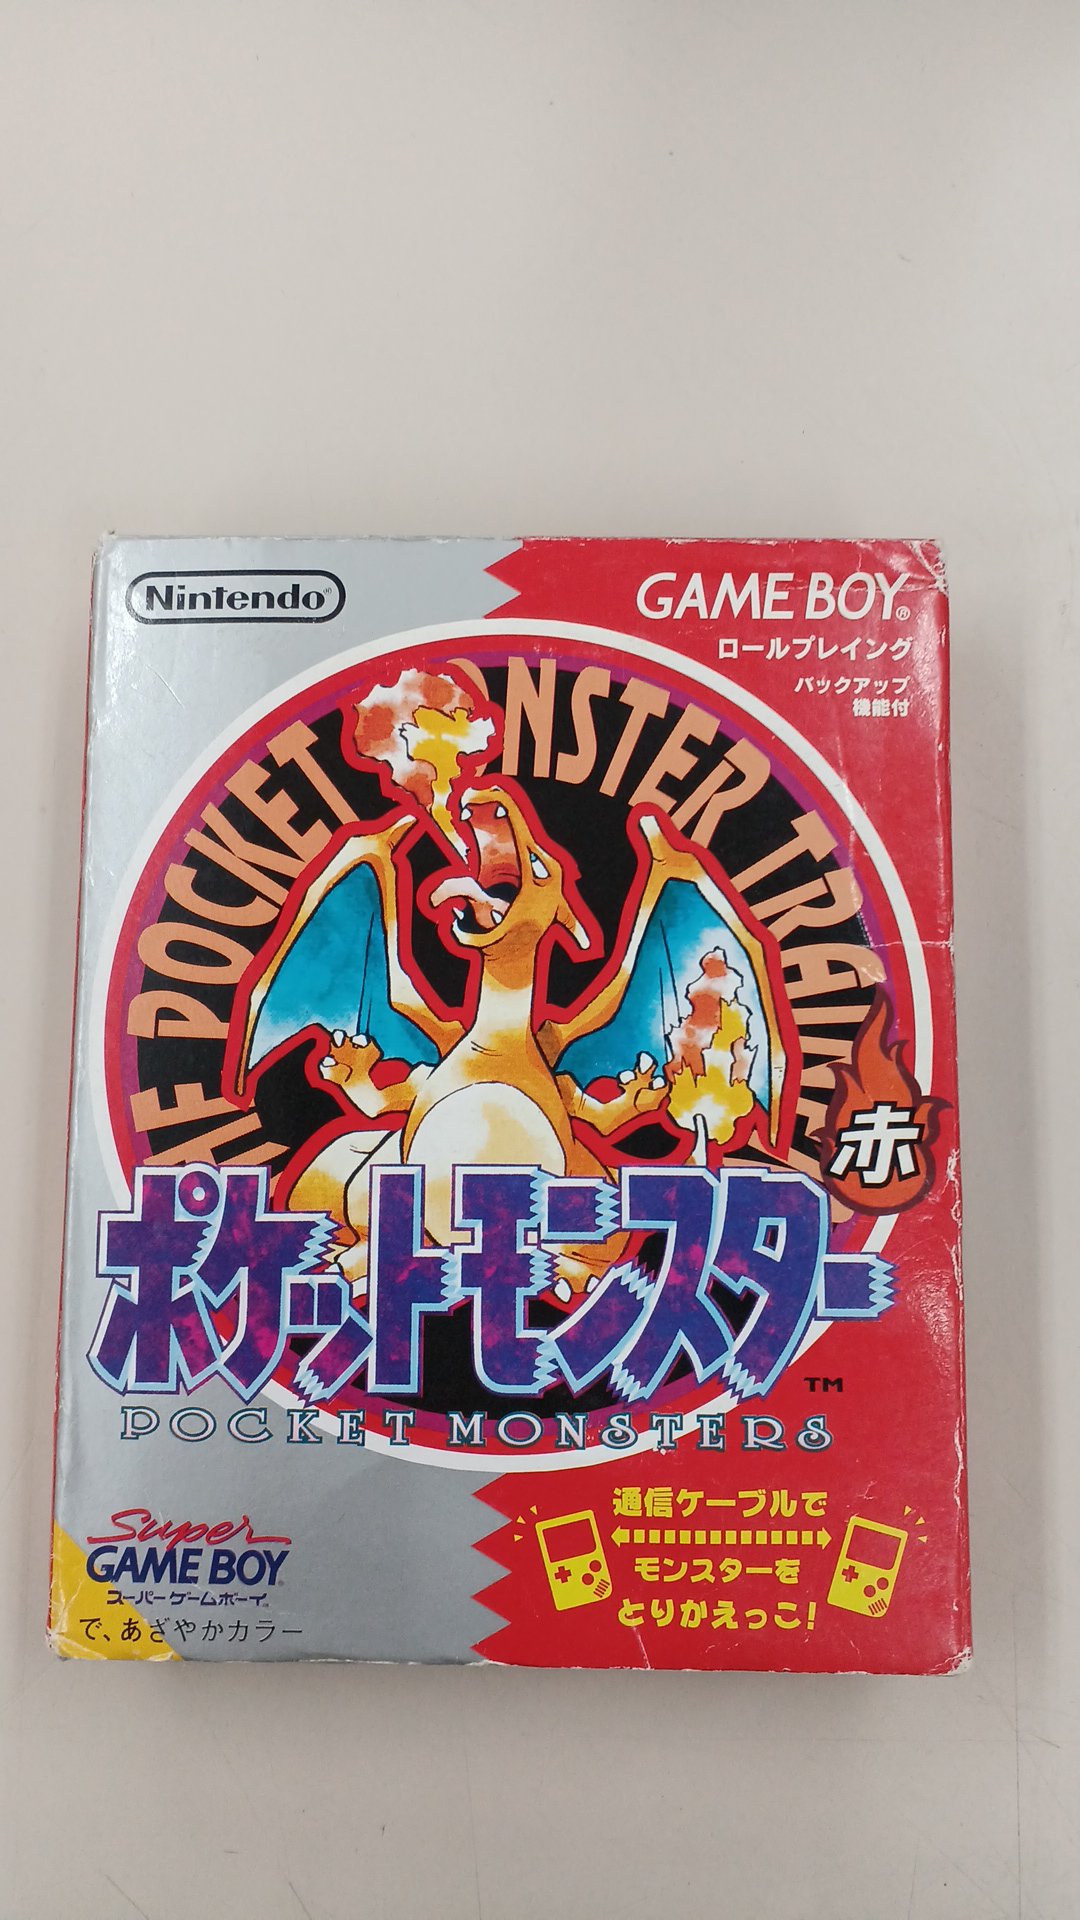 Nintendo®
GAME BOY®
ロールプレイング
バックアップ
機能付
POCKET MONSTER
赤
ポケットモンスター
TM
POCKET MONSTERS
Super
GAME BOY
スーパーゲームボーイ
で、あざやかカラー
通信ケーブルで
モンスターを
とりかえっこ!